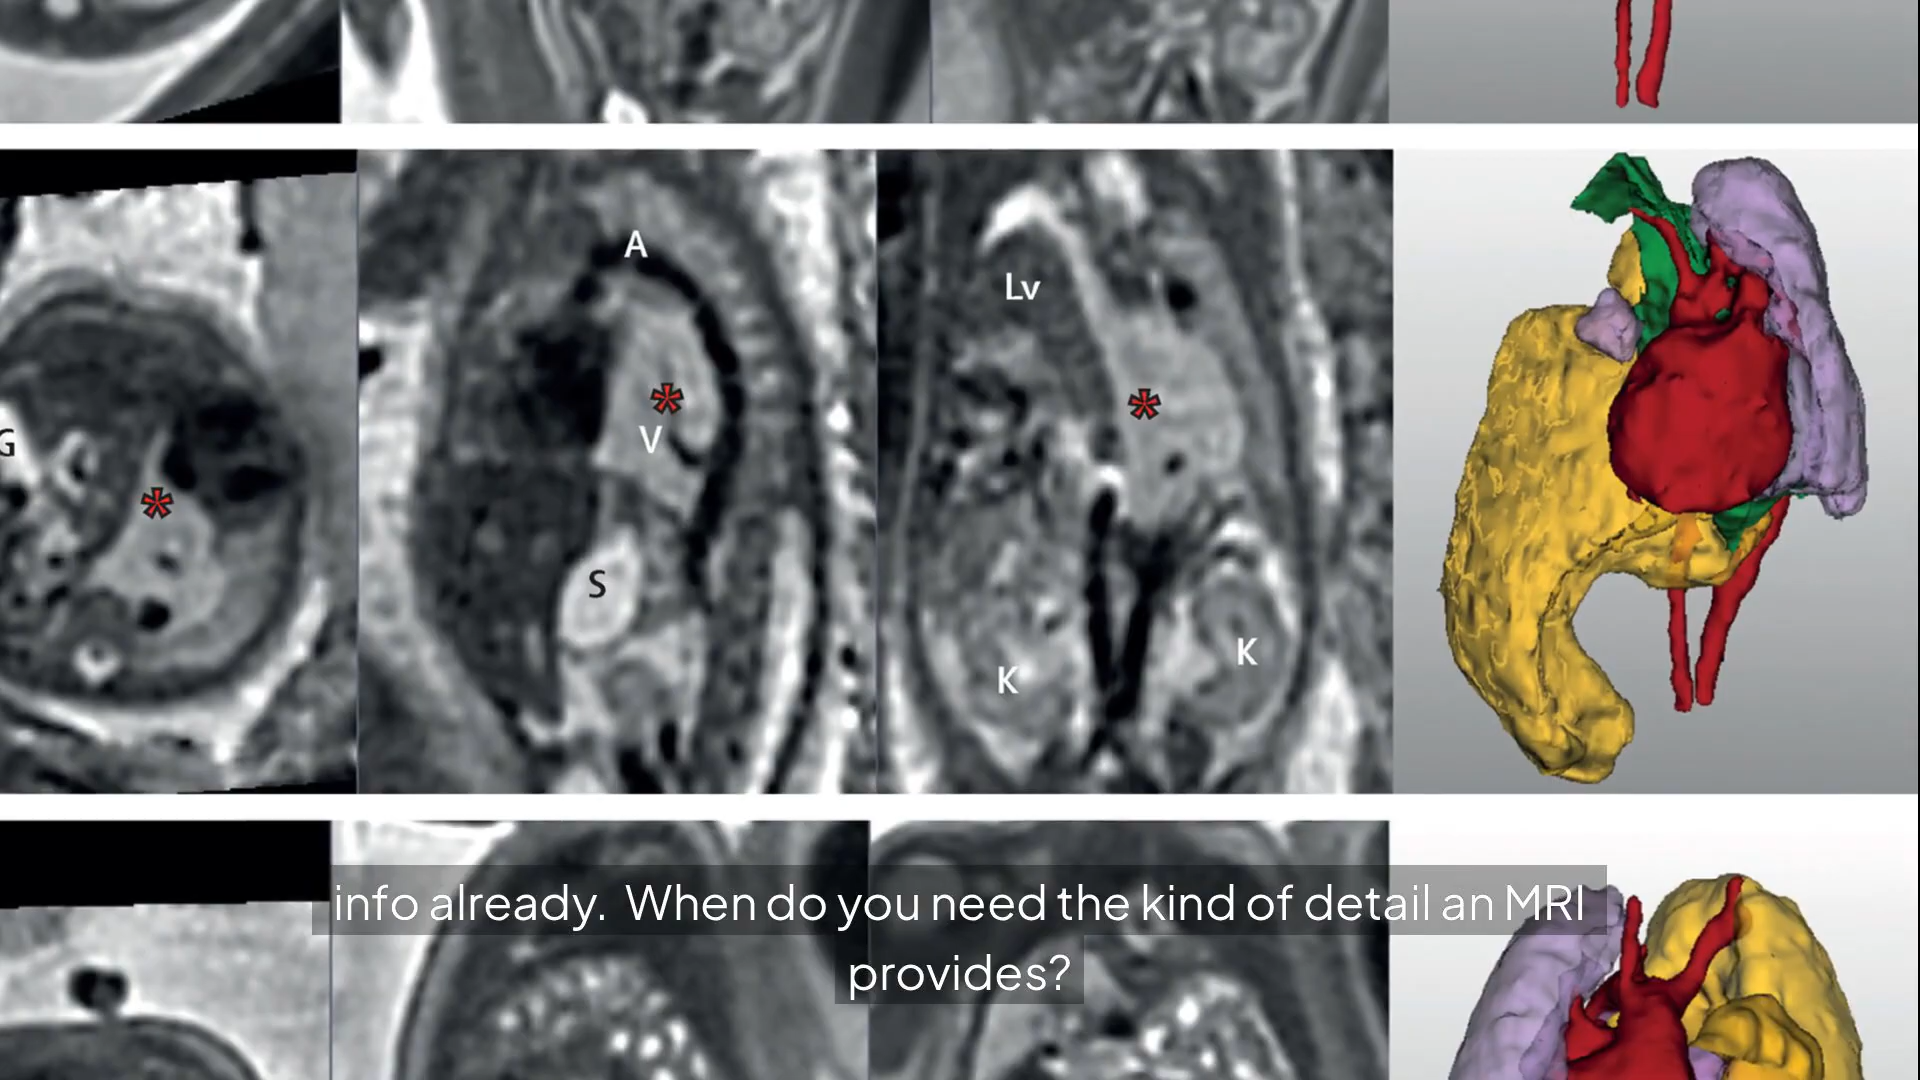 A
Lv
*
*
G
V
*
S
K
K
info already.  When do you need the kind of detail an MRI
provides?